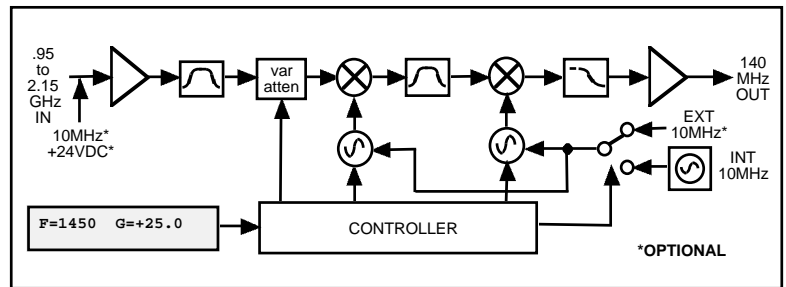 .95
to
2.15
GHz
IN
10MHz*
+24VDC*
var
atten
140
MHz
OUT
EXT
10MHz*
INT
10MHz
F=1450 G=+25.0
CONTROLLER
*OPTIONAL